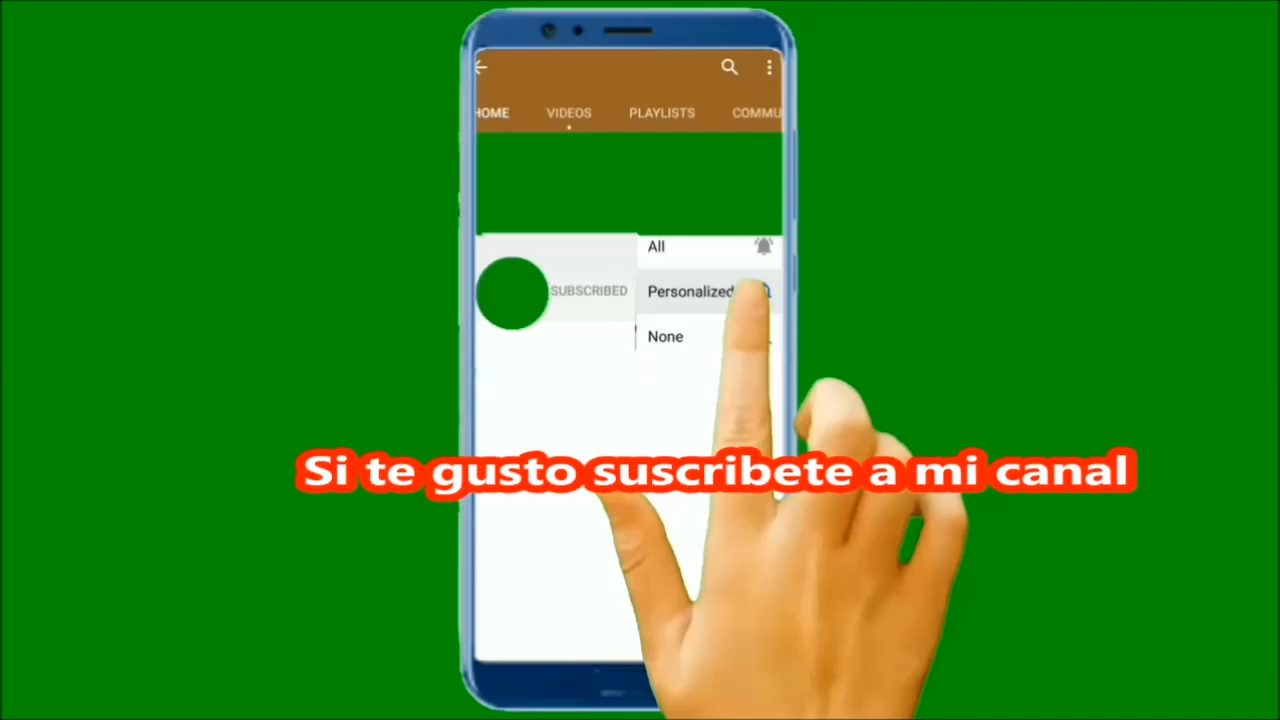 HOME VIDEOS PLAYLISTS COMMU
All
SUBSCRIBED Personalized
None
Si te gusto suscribete a mi canal